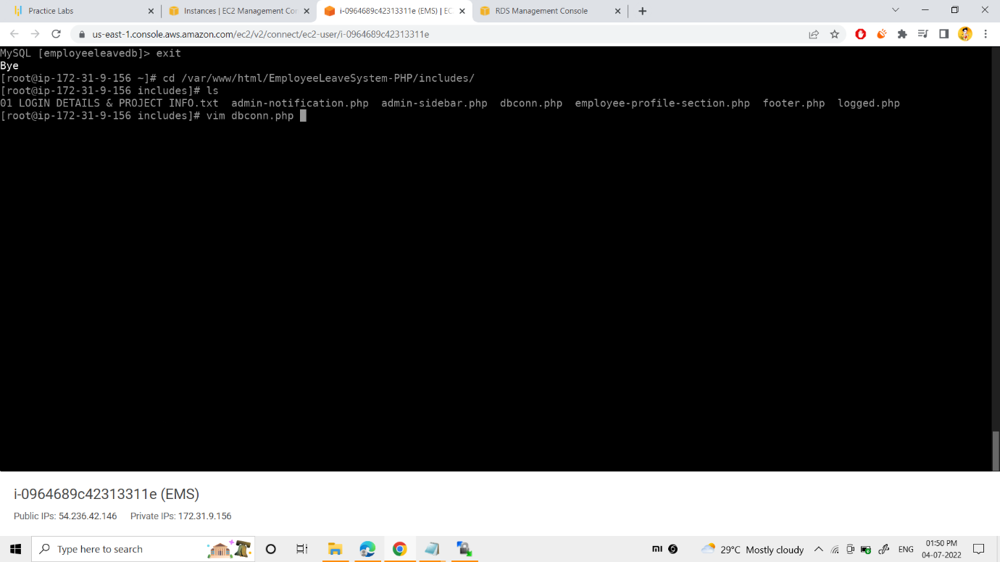 Practice Labs
Instances | EC2 Management Cor
i-0964689c42313311e (EMS) | EC
RDS Management Console
us-east-1.console.aws.amazon.com/ec2/v2/connect/ec2-user/i-0964689c42313311e
MySQL [employeeleavedb]> exit
Bye
[root@ip-172-31-9-156 ~]# cd /var/www/html/EmployeeLeaveSystem-PHP/includes/
[root@ip-172-31-9-156 includes]# ls
01 LOGIN DETAILS & PROJECT INFO.txt  admin-notification.php  admin-sidebar.php  dbconn.php  employee-profile-section.php  footer.php  logged.php
[root@ip-172-31-9-156 includes]# vim dbconn.php
i-0964689c42313311e (EMS)
Public IPs: 54.236.42.146 Private IPs: 172.31.9.156
Type here to search
29°C Mostly cloudy
ENG
01:50 PM
04-07-2022